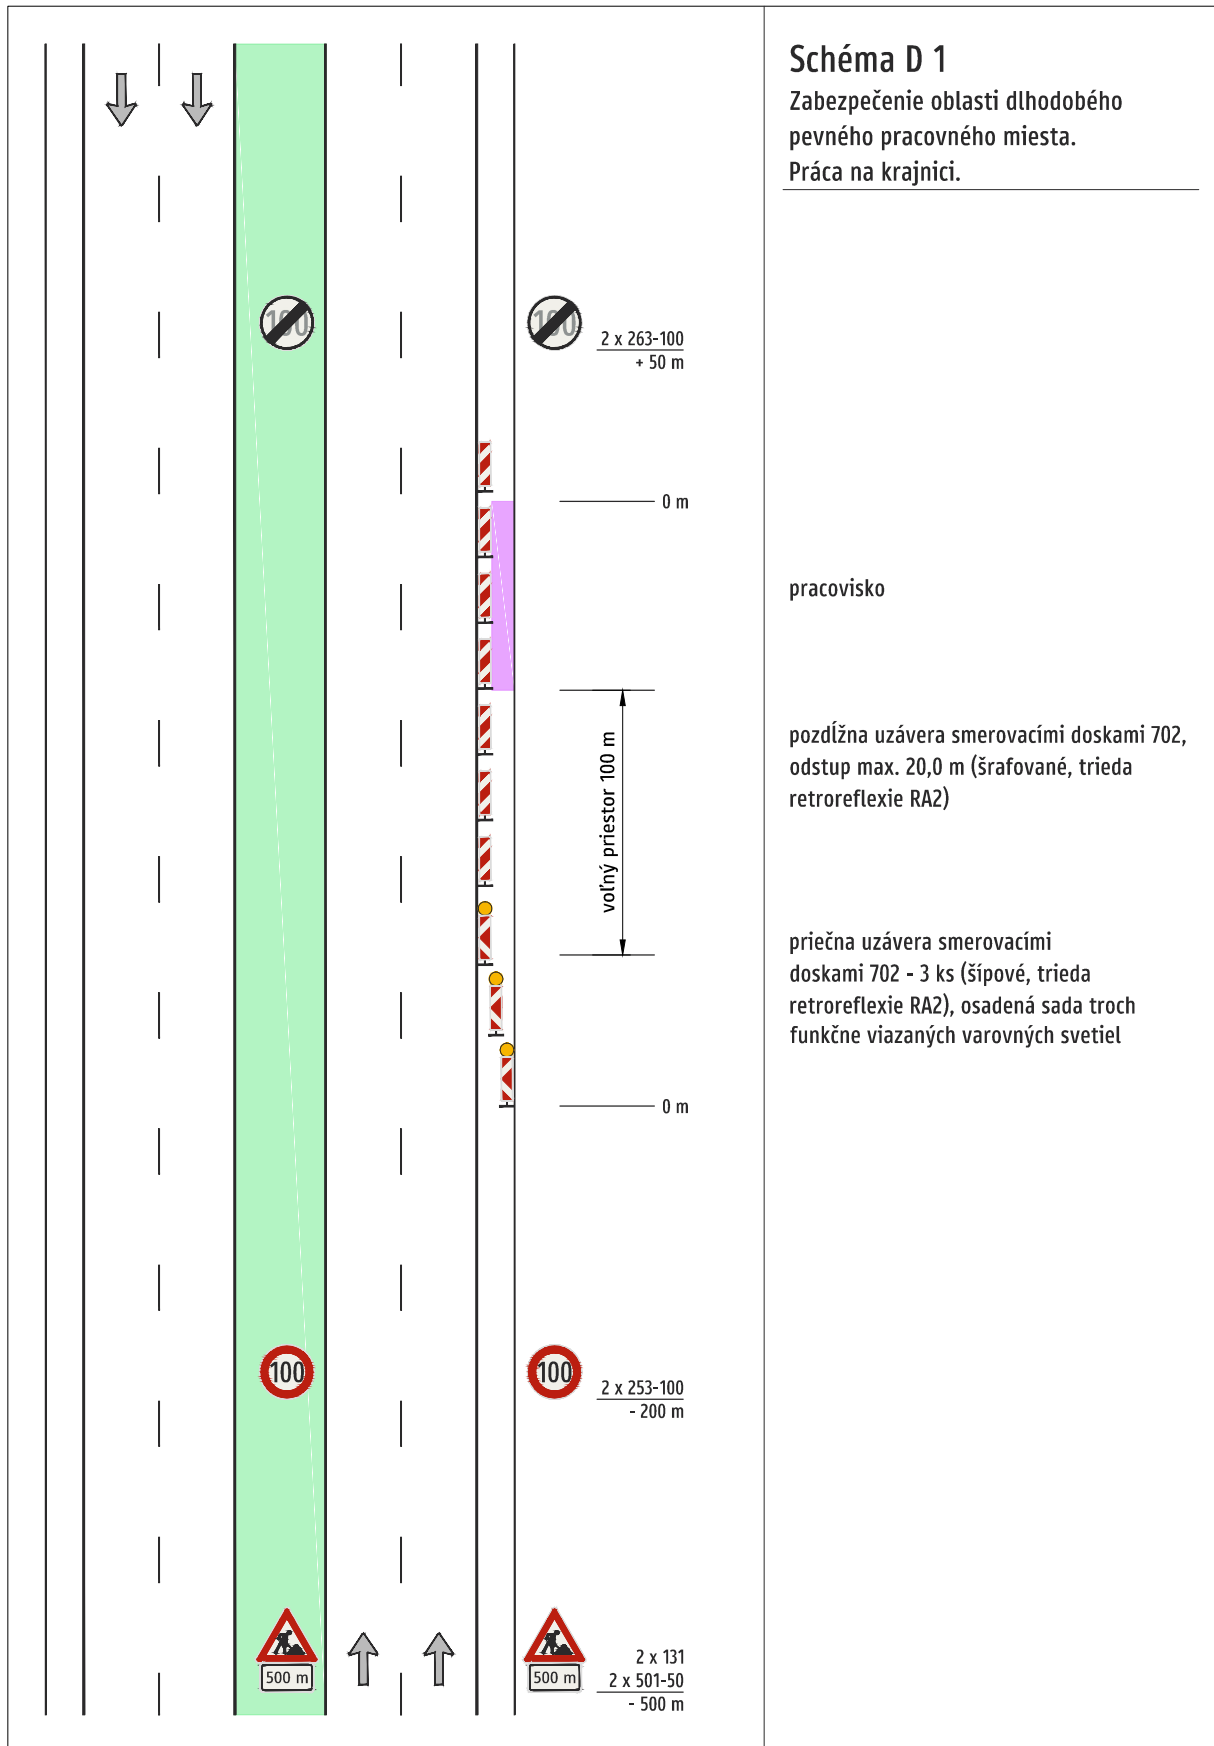 Schéma D 1
Zabezpečenie oblasti dlhodobého
pevného pracovného miesta.
Práca na krajnici.
100
100
2 x 263-100
+ 50 m
0 m
pracovisko
voľný priestor 100 m
pozdĺžna uzávera smerovacími doskami 702,
odstup max. 20,0 m (šrafované, trieda
retroreflexie RA2)
priečna uzávera smerovacími
doskami 702 - 3 ks (šípové, trieda
retroreflexie RA2), osadená sada troch
funkčne viazaných varovných svetiel
0 m
100
100
2 x 253-100
- 200 m
500 m
500 m
2 x 131
2 x 501-50
- 500 m